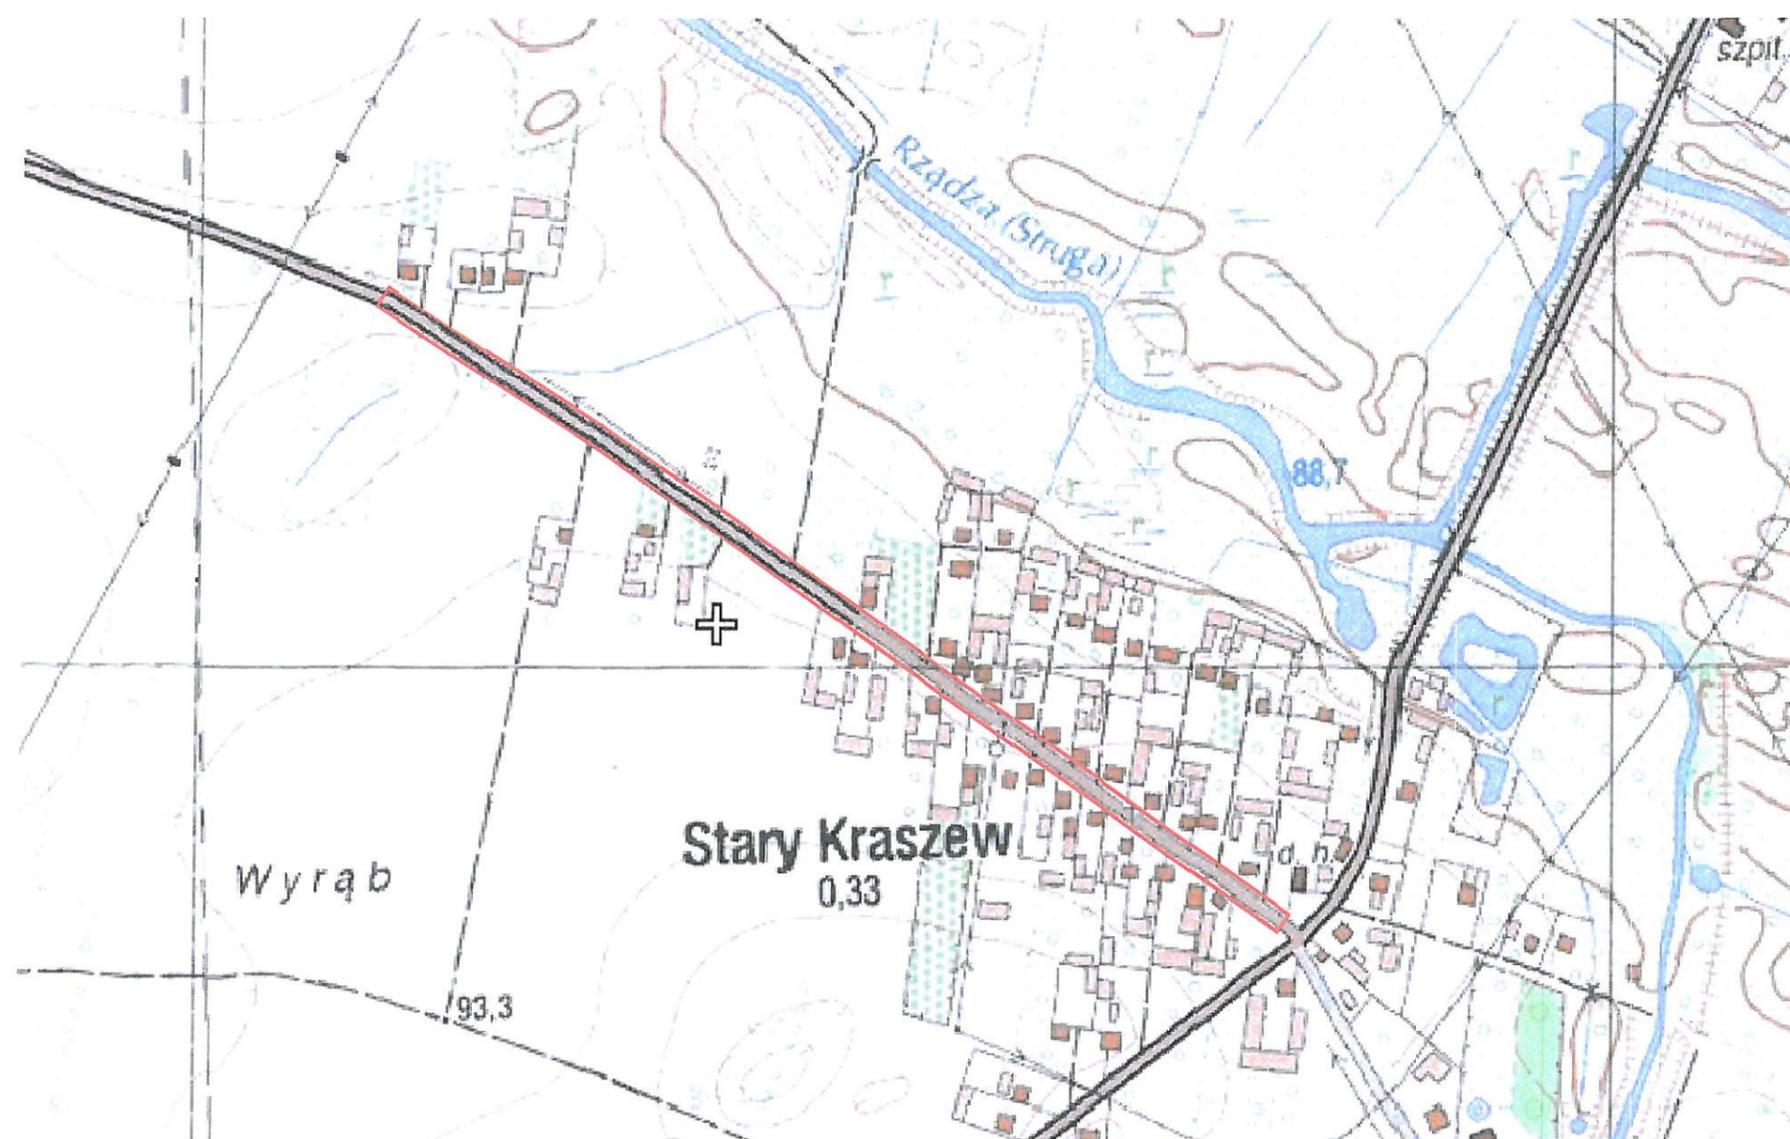 szpit.
Rządza (Struga)
88,7
Stary Kraszew
0,33
d. h.
Wyrąb
93,3
r
r
r
r
r
r
r
r